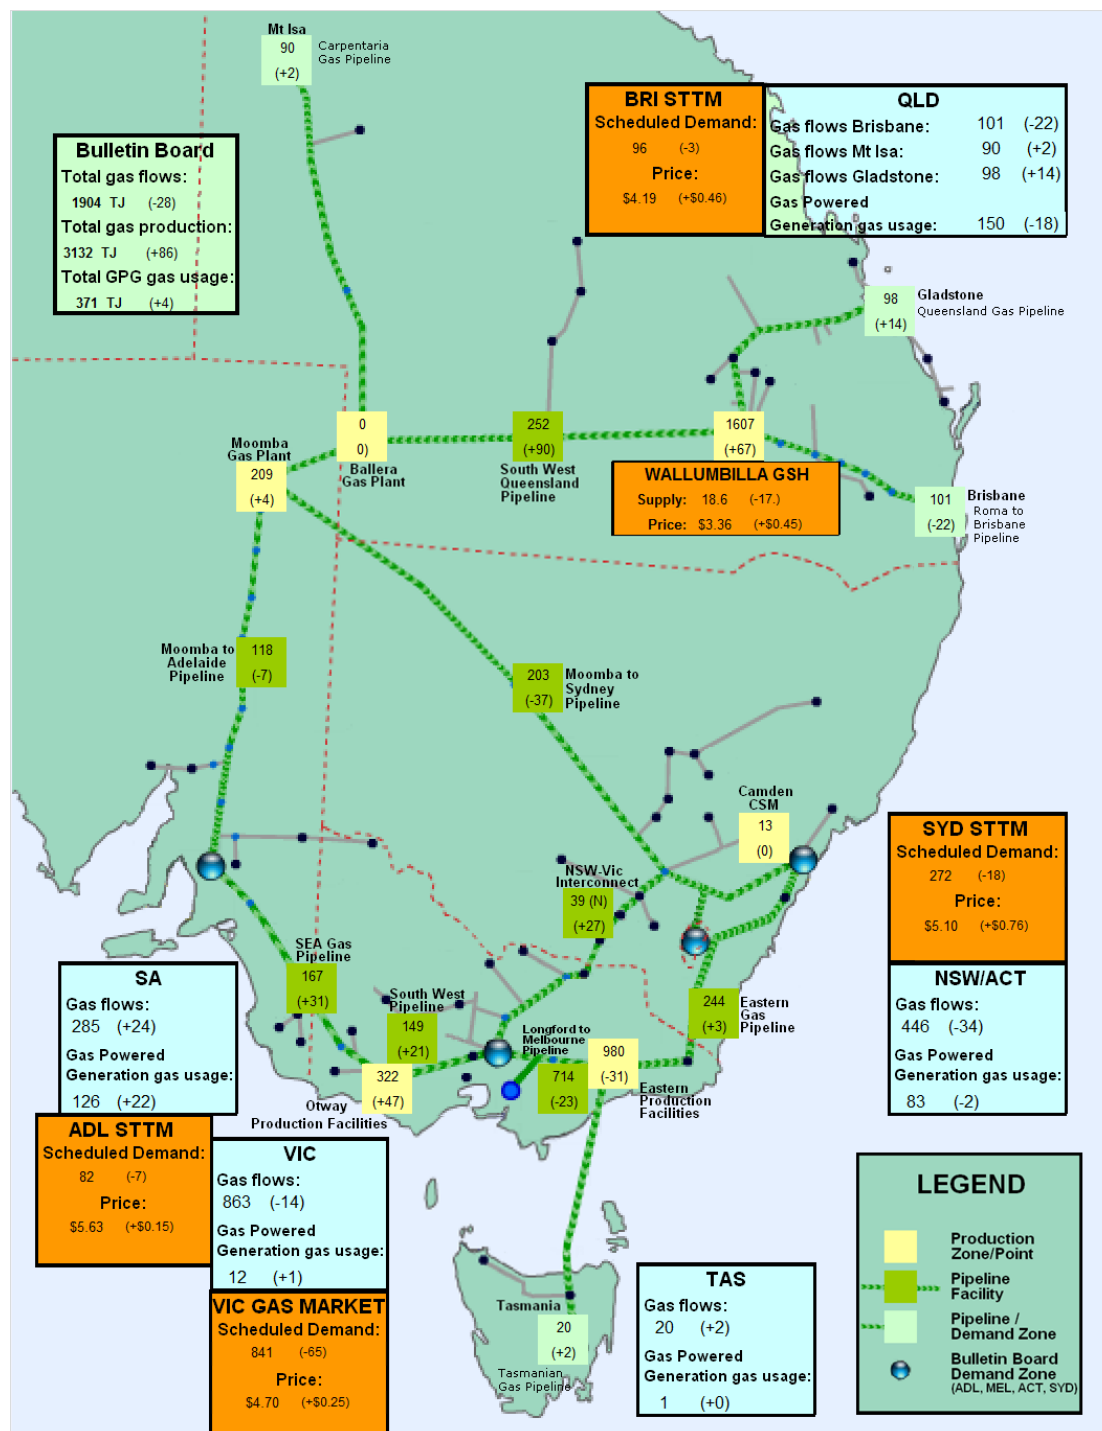 Mt Isa
90
(+2)
Carpentaria
Gas Pipeline
Bulletin Board
Total gas flows:
1904 TJ (-28)
Total gas production:
3132 TJ (+86)
Total GPG gas usage:
371 TJ (+4)
BRI STTM
Scheduled Demand:
96 (-3)
Price:
$4.19 (+$0.46)
QLD
Gas flows Brisbane: 101 (-22)
Gas flows Mt Isa: 90 (+2)
Gas flows Gladstone: 98 (+14)
Gas Powered
Generation gas usage: 150 (-18)
98
(+14)
Gladstone
Queensland Gas Pipeline
0
0)
Ballera
Gas Plant
252
(+90)
South West
Queensland
Pipeline
1607
(+67)
WALLUMBILLA GSH
Supply: 18.6 (-17.)
Price: $3.36 (+$0.45)
Moomba
Gas Plant
209
(+4)
101
(-22)
Brisbane
Roma to
Brisbane
Pipeline
Moomba to
Adelaide
Pipeline
118
(-7)
203
(-37)
Moomba to
Sydney
Pipeline
Camden
CSM
13
(0)
SYD STTM
Scheduled Demand:
272 (-18)
Price:
$5.10 (+$0.76)
NSW/ACT
Gas flows:
446 (-34)
Gas Powered
Generation gas usage:
83 (-2)
NSW-Vic
Interconnect
39 (N)
(+27)
SEA Gas
Pipeline
167
(+31)
South West
Pipeline
149
(+21)
244
(+3)
Eastern
Gas
Pipeline
Longford to
Melbourne
Pipeline
714
(-23)
980
(-31)
Eastern
Production
Facilities
322
(+47)
Otway
Production Facilities
SA
Gas flows:
285 (+24)
Gas Powered
Generation gas usage:
126 (+22)
ADL STTM
Scheduled Demand:
82 (-7)
Price:
$5.63 (+$0.15)
VIC
Gas flows:
863 (-14)
Gas Powered
Generation gas usage:
12 (+1)
VIC GAS MARKET
Scheduled Demand:
841 (-65)
Price:
$4.70 (+$0.25)
Tasmania
20
(+2)
Tasmanian
Gas Pipeline
TAS
Gas flows:
20 (+2)
Gas Powered
Generation gas usage:
1 (+0)
LEGEND
Production
Zone/Point
Pipeline
Facility
Pipeline /
Demand Zone
Bulletin Board
Demand Zone
(ADL, MEL, ACT, SYD)